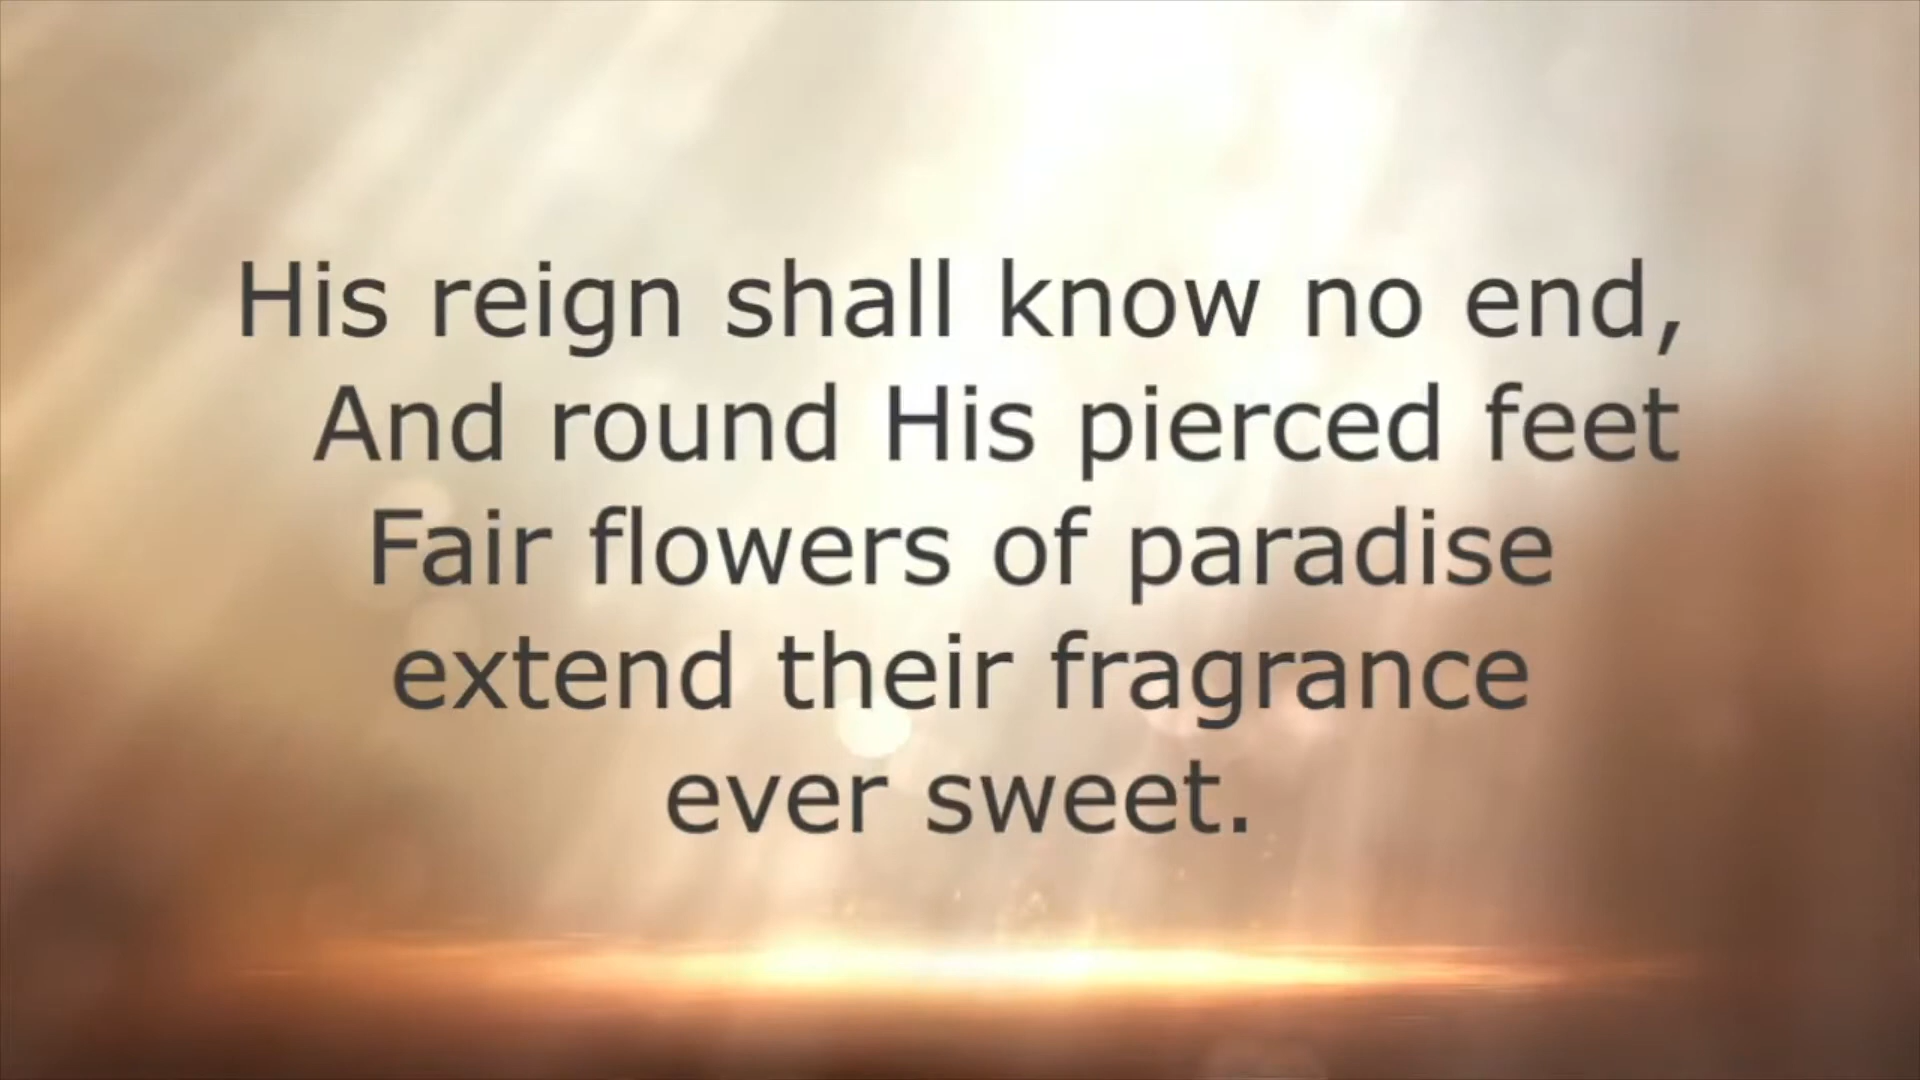 His reign shall know no end,
And round His pierced feet
Fair flowers of paradise
extend their fragrance
ever sweet.